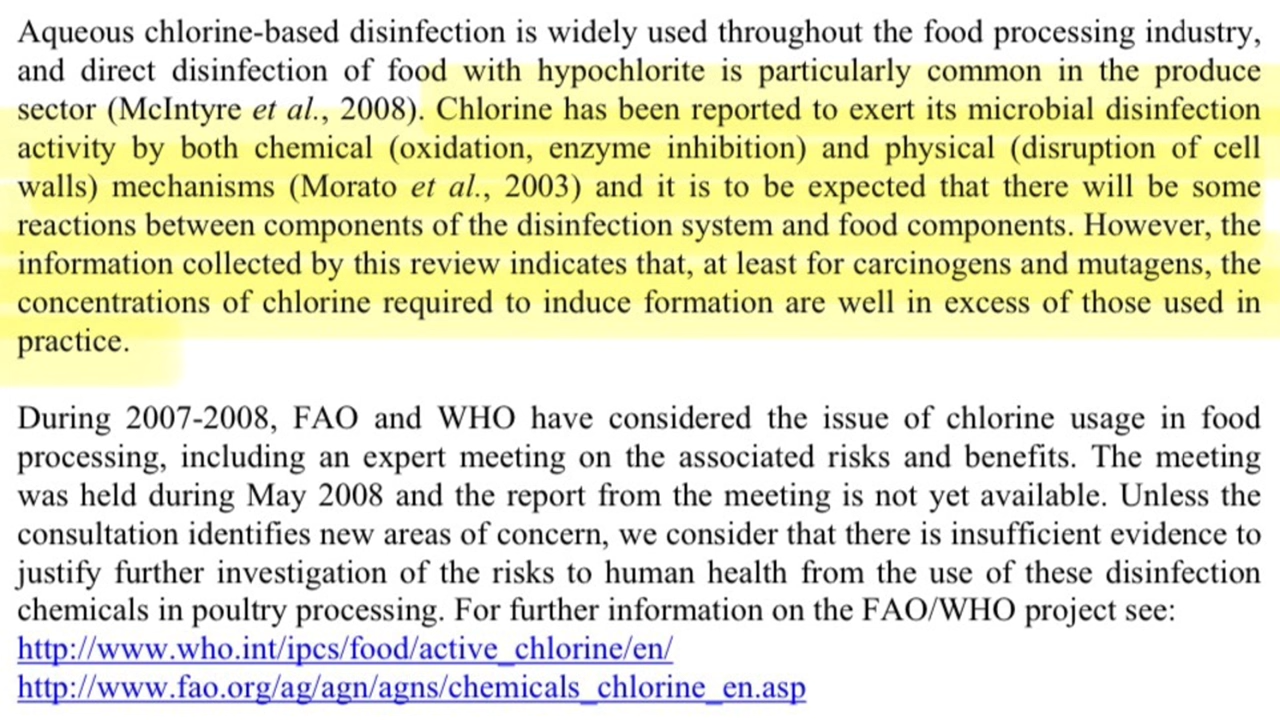 Aqueous chlorine-based disinfection is widely used throughout the food processing industry,
and direct disinfection of food with hypochlorite is particularly common in the produce
sector (McIntyre et al., 2008). Chlorine has been reported to exert its microbial disinfection
activity by both chemical (oxidation, enzyme inhibition) and physical (disruption of cell
walls) mechanisms (Morato et al., 2003) and it is to be expected that there will be some
reactions between components of the disinfection system and food components. However, the
information collected by this review indicates that, at least for carcinogens and mutagens, the
concentrations of chlorine required to induce formation are well in excess of those used in
practice.
During 2007-2008, FAO and WHO have considered the issue of chlorine usage in food
processing, including an expert meeting on the associated risks and benefits. The meeting
was held during May 2008 and the report from the meeting is not yet available. Unless the
consultation identifies new areas of concern, we consider that there is insufficient evidence to
justify further investigation of the risks to human health from the use of these disinfection
chemicals in poultry processing. For further information on the FAO/WHO project see:
http://www.who.int/ipcs/food/active_chlorine/en/
http://www.fao.org/ag/agn/agns/chemicals_chlorine_en.asp